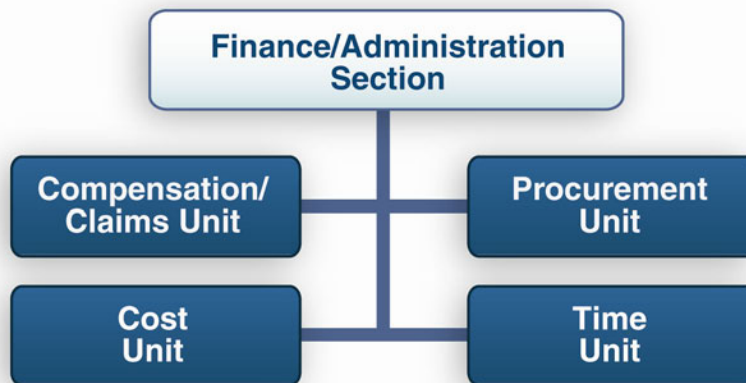 Finance/Administration
Section
Compensation/
Claims Unit
Procurement
Unit
Cost
Unit
Time
Unit